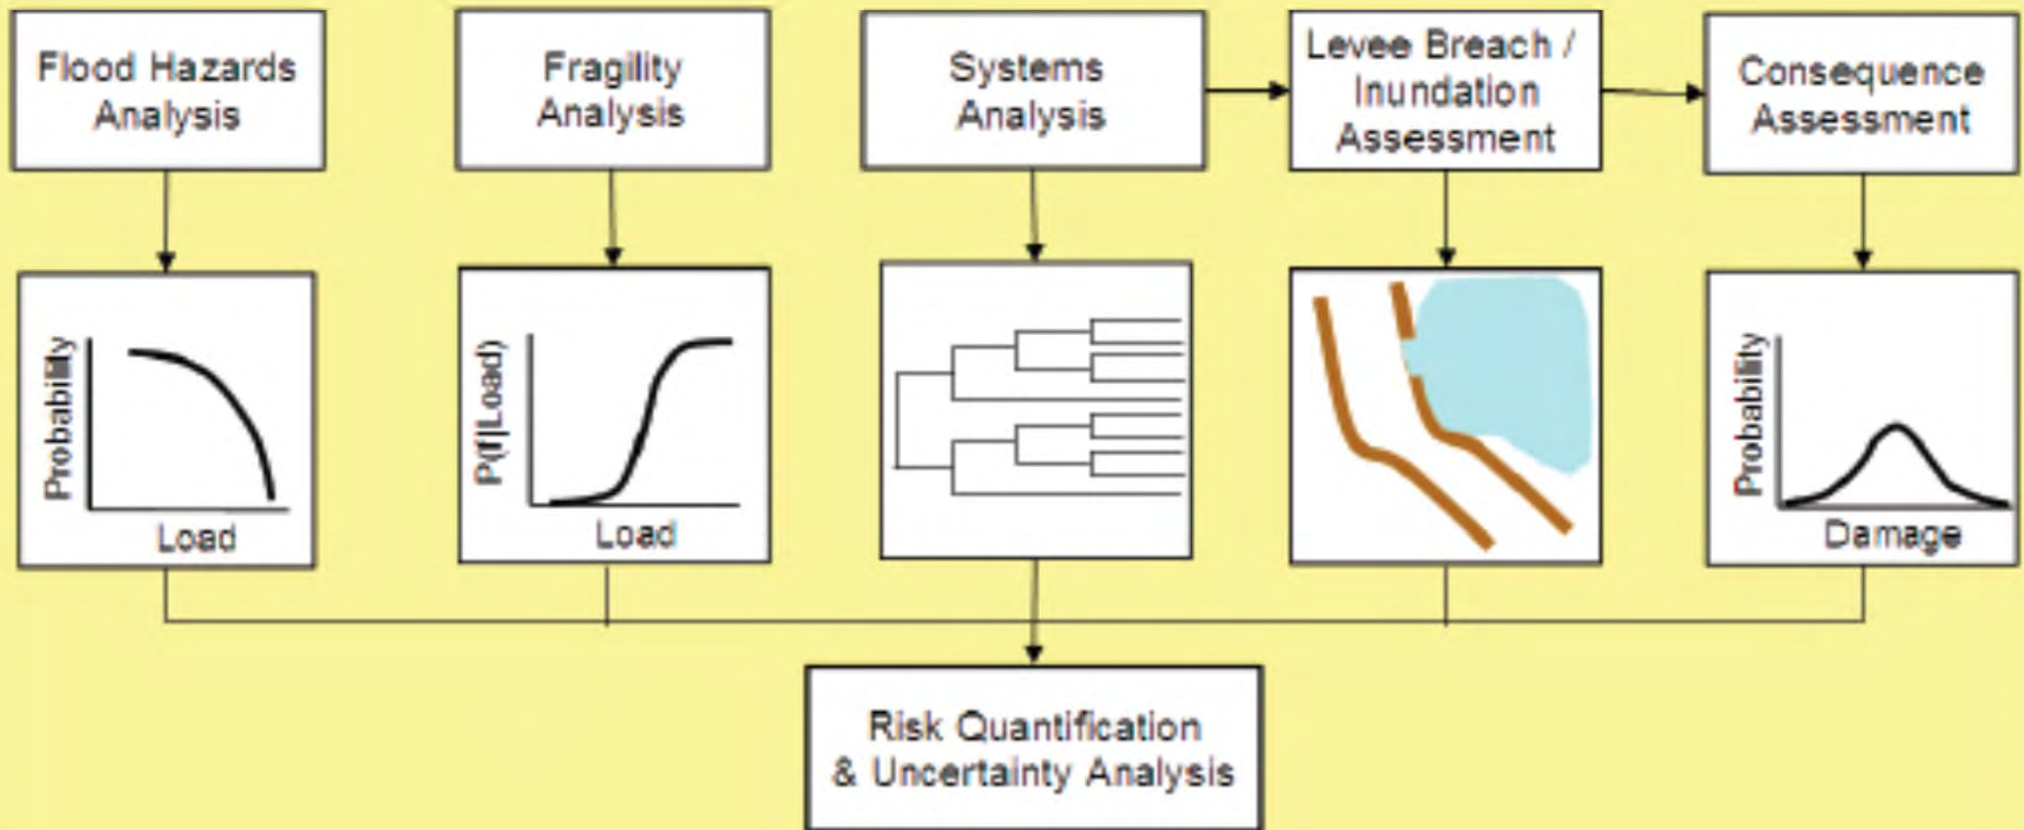 Flood Hazards
Analysis
Fragility
Analysis
Systems
Analysis
Levee Breach /
Inundation
Assessment
Consequence
Assessment
Probability
Load
P(f|Load)
Load
Probability
Damage
Risk Quantification
& Uncertainty Analysis